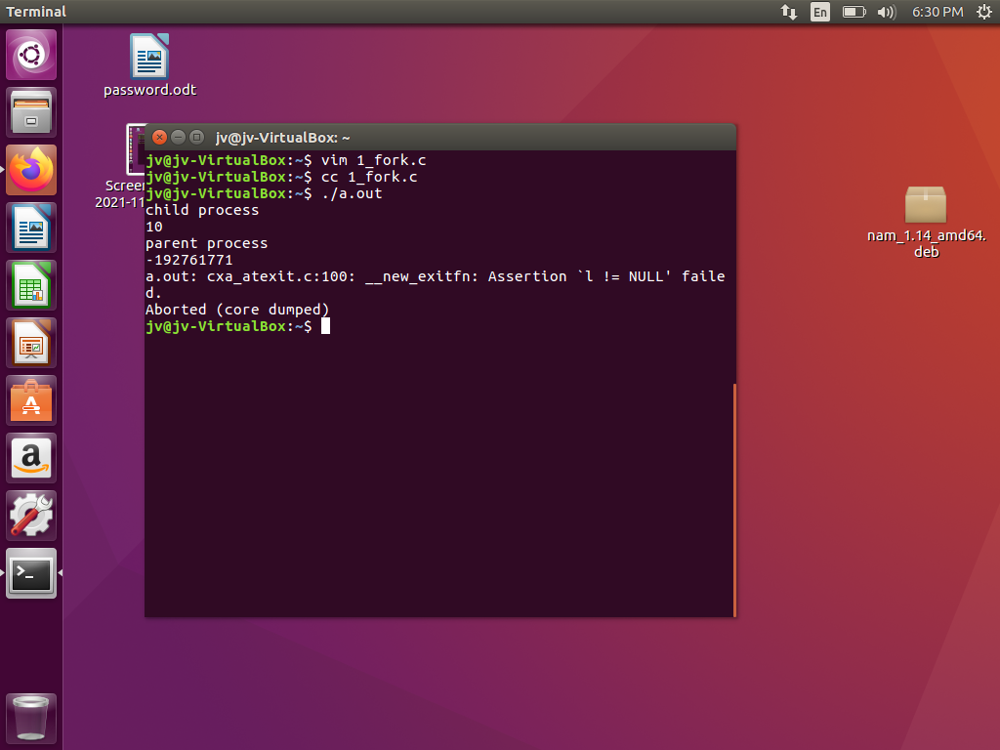 Terminal
En
6:30 PM
password.odt
Scree
2021-11
jv@jv-VirtualBox: ~
jv@jv-VirtualBox:~$ vim 1_fork.c
jv@jv-VirtualBox:~$ cc 1_fork.c
jv@jv-VirtualBox:~$ ./a.out
child process
10
parent process
-192761771
a.out: cxa_atexit.c:100: __new_exitfn: Assertion `l != NULL' faile
d.
Aborted (core dumped)
jv@jv-VirtualBox:~$
nam_1.14_amd64.
deb